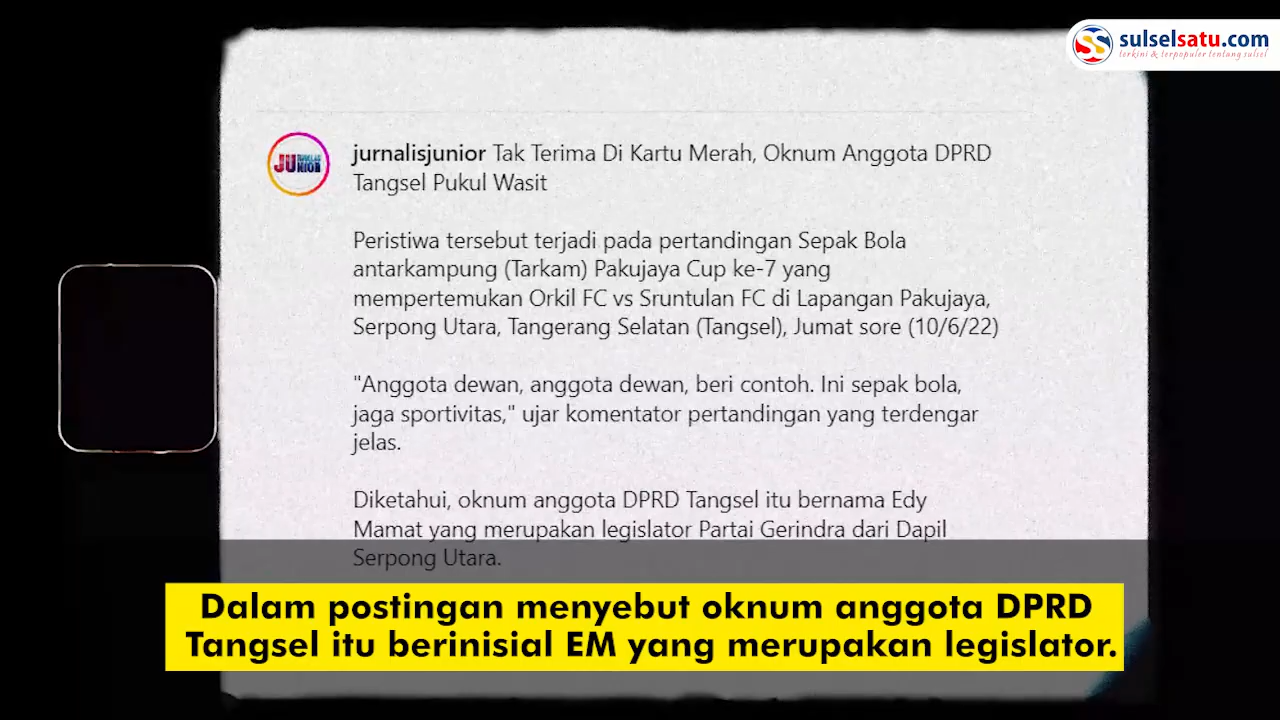 sulselsatu.com
terkini & terpopuler tentang sulsel
JU JURNALIS
JUNIOR
jurnalisjunior Tak Terima Di Kartu Merah, Oknum Anggota DPRD
Tangsel Pukul Wasit
Peristiwa tersebut terjadi pada pertandingan Sepak Bola
antarkampung (Tarkam) Pakujaya Cup ke-7 yang
mempertemukan Orkil FC vs Sruntulan FC di Lapangan Pakujaya,
Serpong Utara, Tangerang Selatan (Tangsel), Jumat sore (10/6/22)
"Anggota dewan, anggota dewan, beri contoh. Ini sepak bola,
jaga sportivitas," ujar komentator pertandingan yang terdengar
jelas.
Diketahui, oknum anggota DPRD Tangsel itu bernama Edy
Mamat yang merupakan legislator Partai Gerindra dari Dapil
Serpong Utara.
Dalam postingan menyebut oknum anggota DPRD
Tangsel itu berinisial EM yang merupakan legislator.